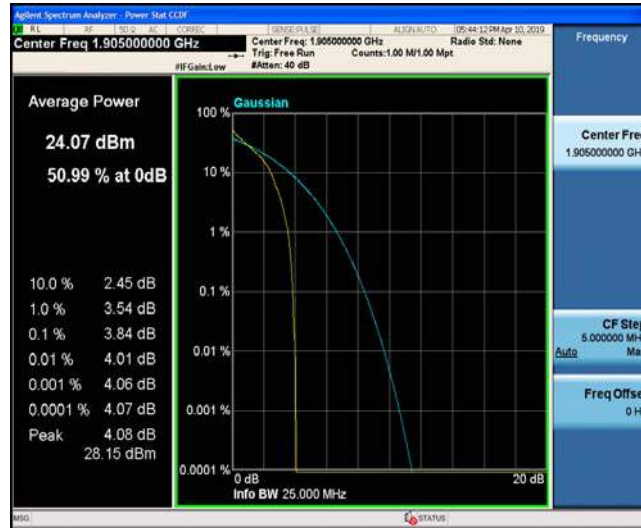 Agilent Spectrum Analyzer - Power Stat CCDF
RL RF 50 Ω AC CORREC SENSE:PULSE ALIGN AUTO 05:44:12 PM Apr 10, 2019
Center Freq 1.905000000 GHz
Center Freq: 1.905000000 GHz Radio Std: None
Trig: Free Run Counts:1.00 M/1.00 Mpt
#IFGain:Low #Atten: 40 dB
Frequency
Average Power
24.07 dBm
50.99 % at 0dB
10.0 % 2.45 dB
1.0 % 3.54 dB
0.1 % 3.84 dB
0.01 % 4.01 dB
0.001 % 4.06 dB
0.0001 % 4.07 dB
Peak 4.08 dB
28.15 dBm
Gaussian
100 %
10 %
1 %
0.1 %
0.01 %
0.001 %
0.0001 %
0 dB 20 dB
Info BW 25.000 MHz
Center Fre
1.905000000 GH
CF Ste
5.000000 MH
Auto Ma
Freq Offse
0 H
MSG STATUS